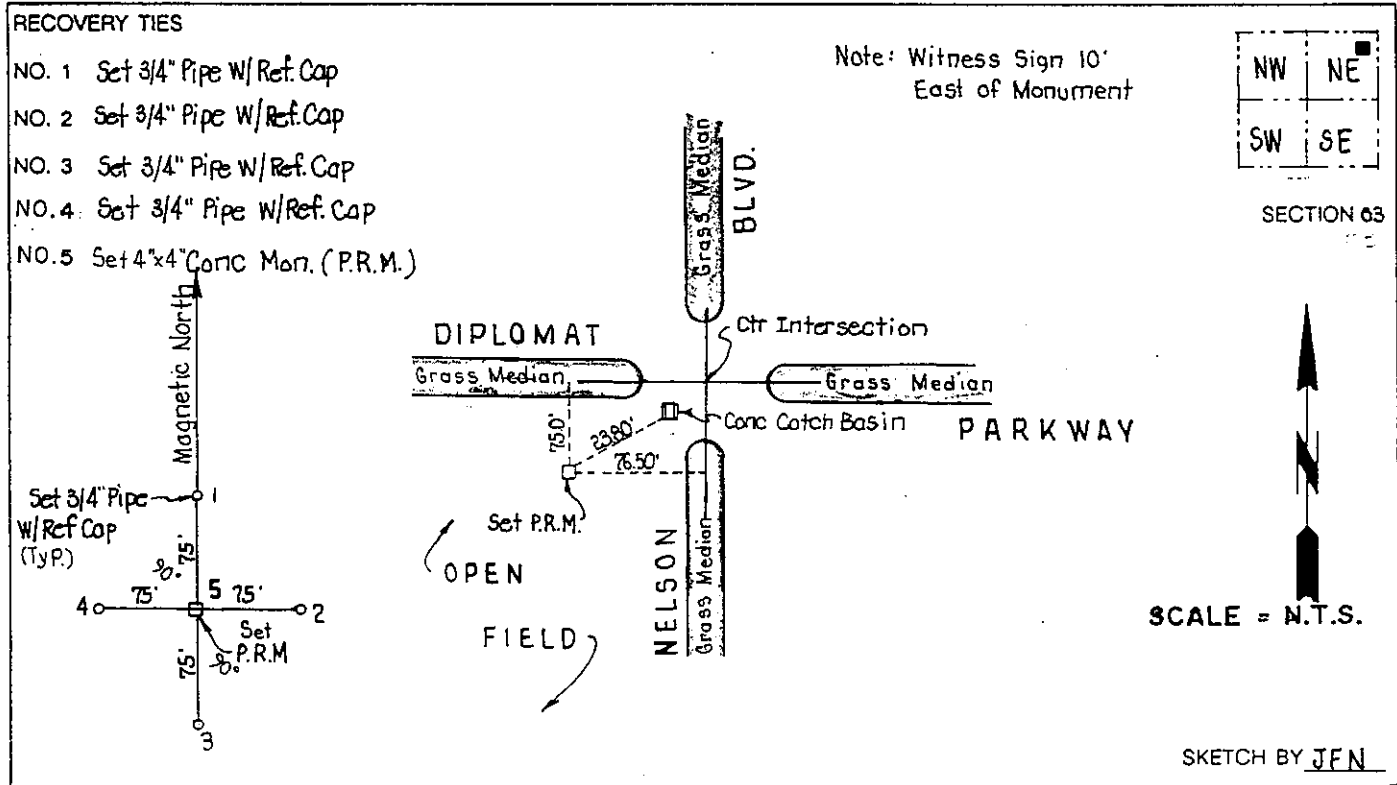 RECOVERY TIES
NO. 1 Set 3/4" Pipe W/Ref. Cap
NO. 2 Set 3/4" Pipe W/Ref. Cap
NO. 3 Set 3/4" Pipe W/Ref. Cap
NO. 4 Set 3/4" Pipe W/Ref. Cap
NO. 5 Set 4"x4" Conc Mon. (P.R.M.)
Note: Witness Sign 10'
East of Monument
NW NE
SW SE
SECTION 03
Magnetic North
Set 3/4" Pipe
W/Ref Cap
(Typ.)
1
75'
90°
75'
5
75'
4
2
Set
P.R.M
75'
90°
3
Grass Median
BLVD.
DIPLOMAT
Ctr Intersection
Grass Median
Grass Median
Conc Catch Basin
PARKWAY
75.0'
23.80'
76.50'
Set P.R.M.
OPEN
FIELD
NELSON
Grass Median
N
SCALE = N.T.S.
SKETCH BY JFN